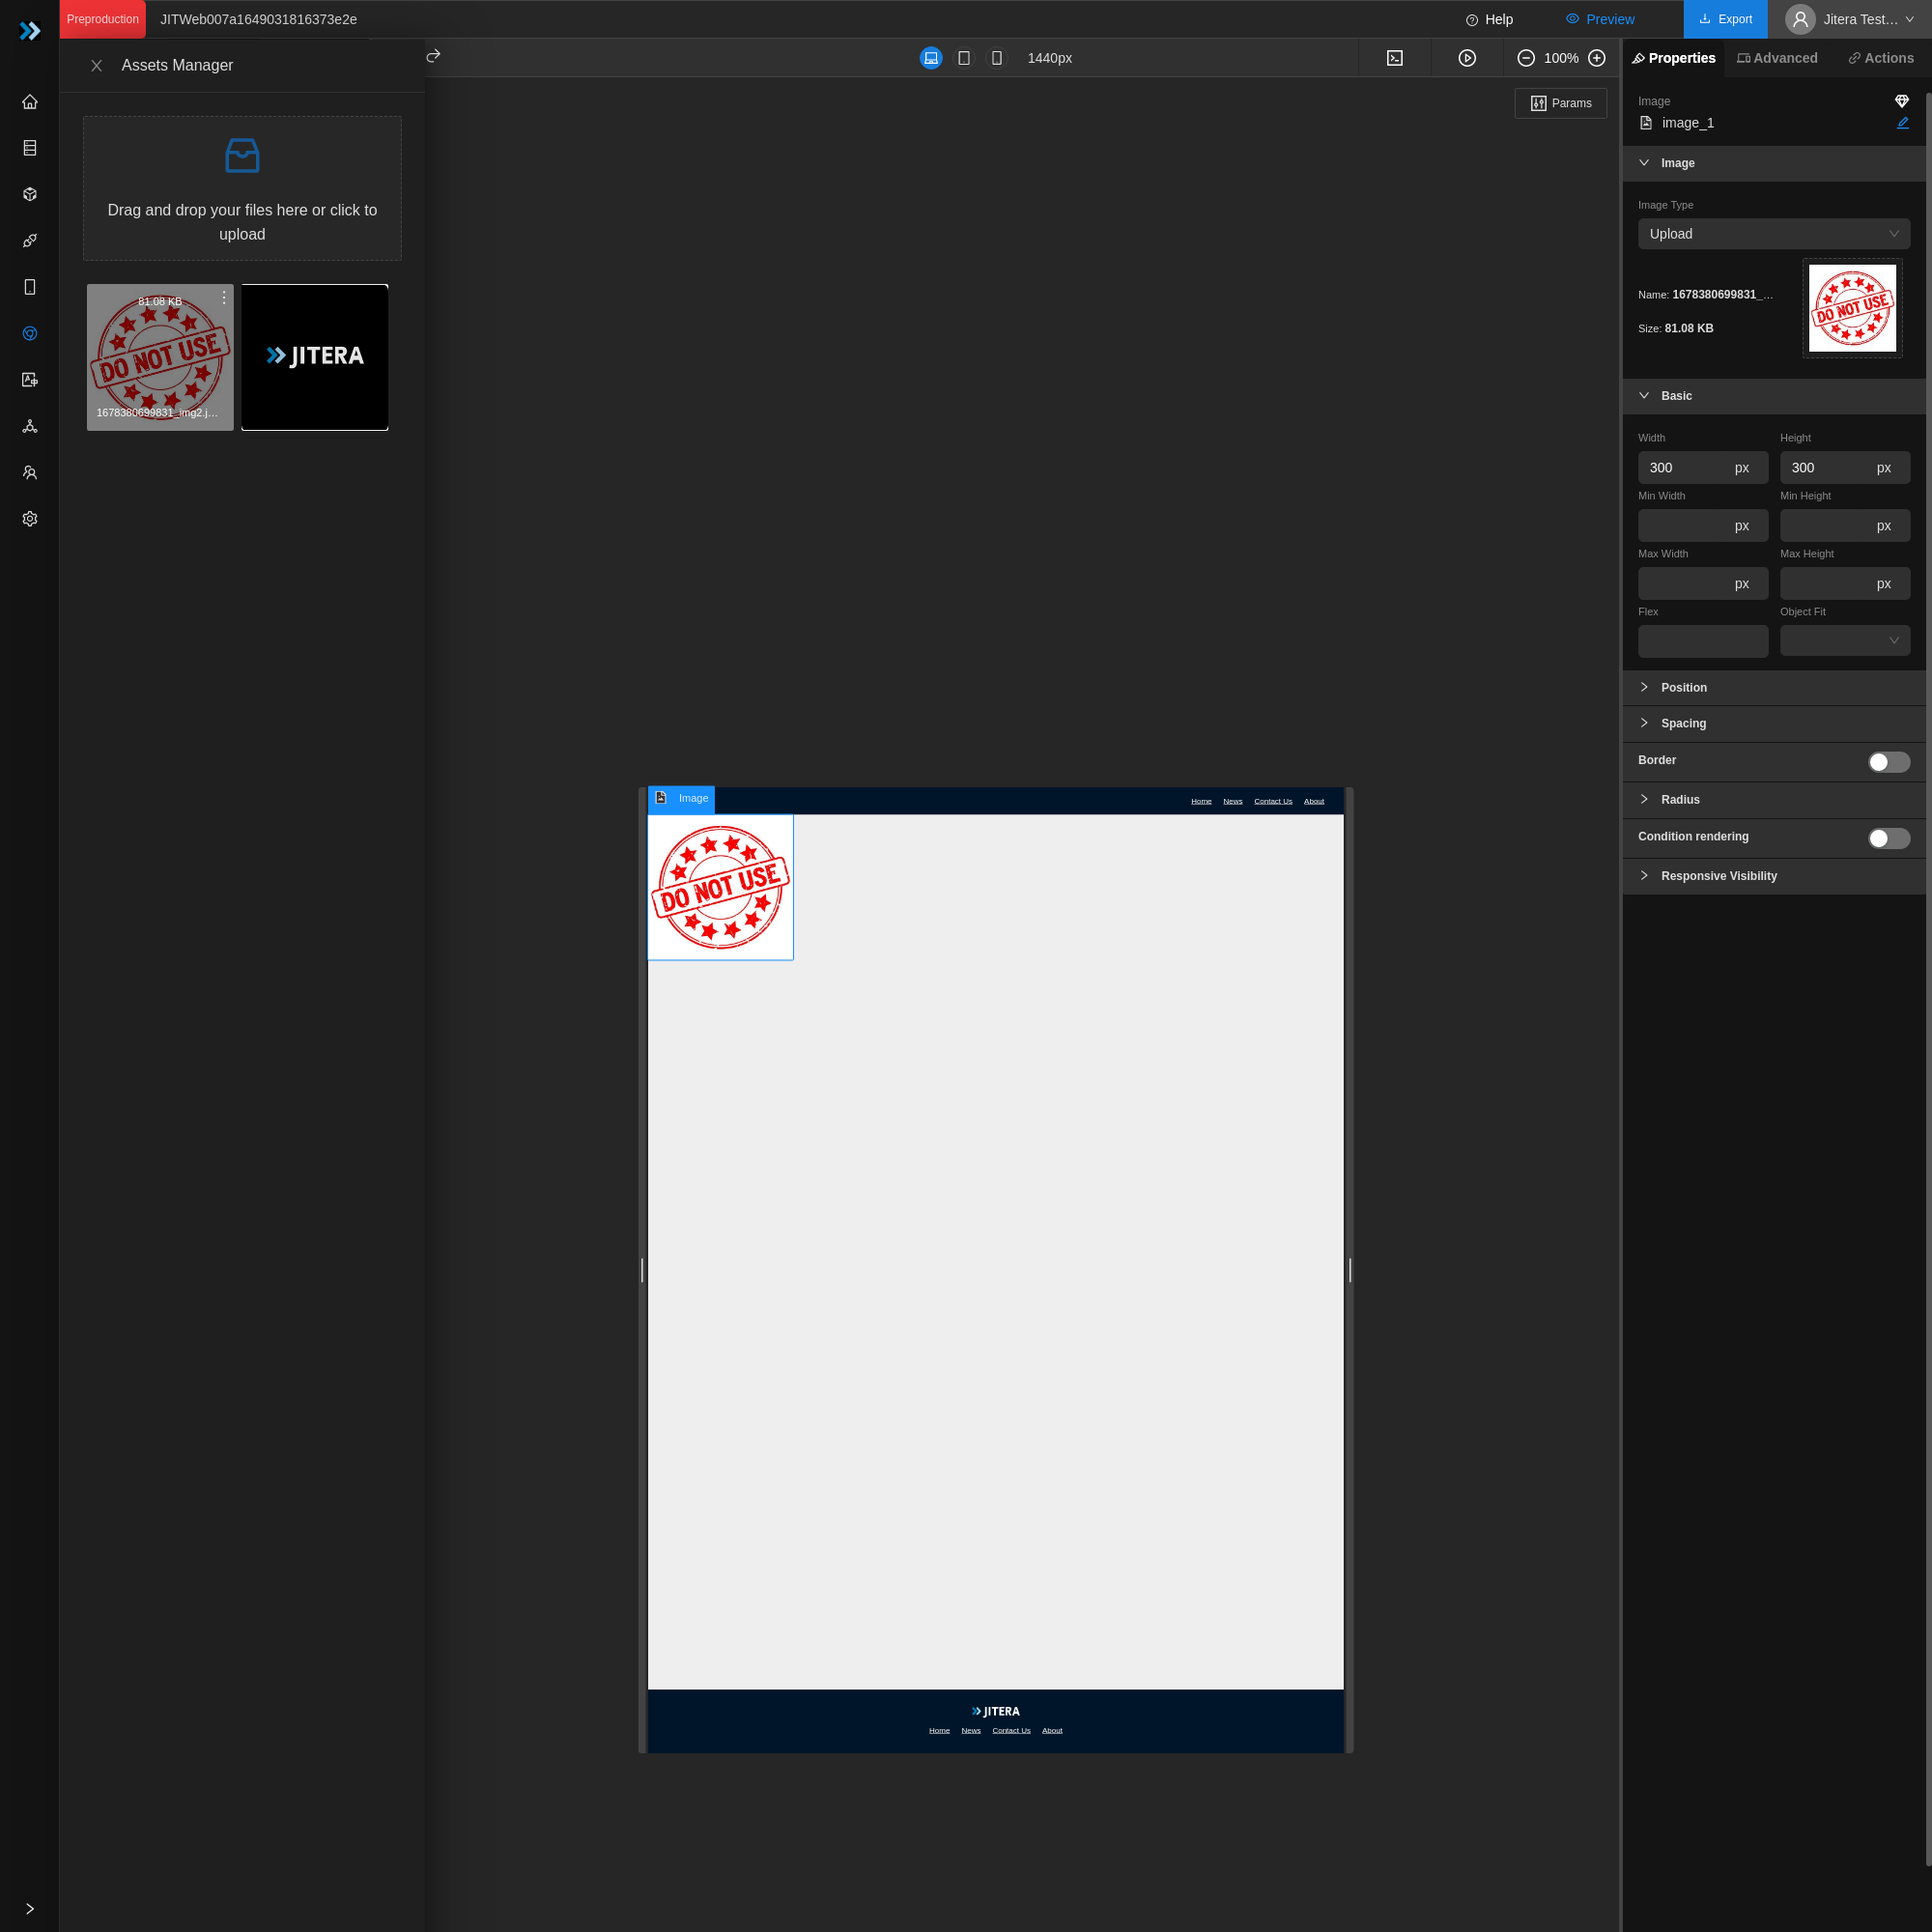 Preproduction
JITWeb007a1649031816373e2e
Help
Preview
Export
Jitera Test...
Assets Manager
1440px
100%
Properties
Advanced
Actions
Params
Drag and drop your files here or click to
upload
81.08 KB
DO NOT USE
1678380699831_img2.j...
JITERA
Image
image_1
Image
Image Type
Upload
Name: 1678380699831_...
Size: 81.08 KB
DO NOT USE
Basic
Width
Height
300
px
300
px
Min Width
Min Height
px
px
Max Width
Max Height
px
px
Flex
Object Fit
Position
Spacing
Border
Radius
Condition rendering
Responsive Visibility
Image
Home
News
Contact Us
About
DO NOT USE
JITERA
Home
News
Contact Us
About